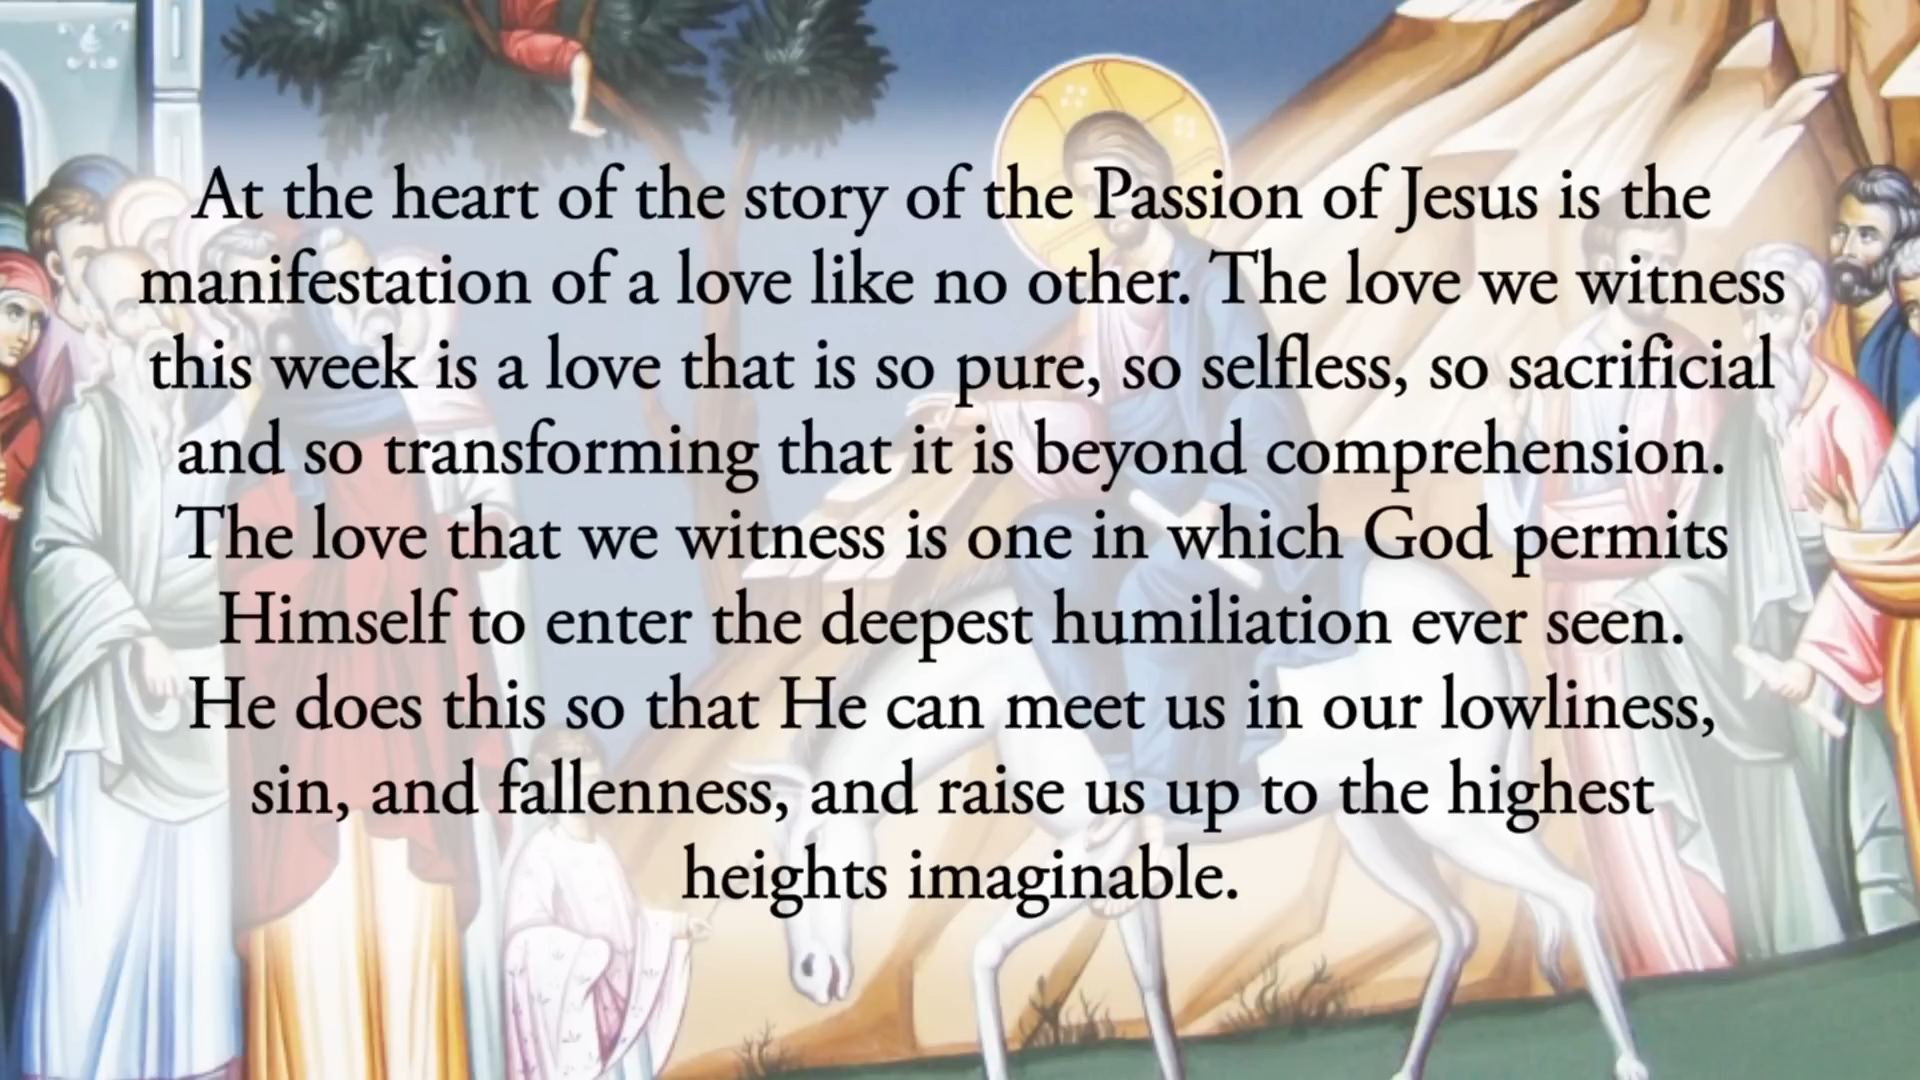 At the heart of the story of the Passion of Jesus is the
manifestation of a love like no other. The love we witness
this week is a love that is so pure, so selfless, so sacrificial
and so transforming that it is beyond comprehension.
The love that we witness is one in which God permits
Himself to enter the deepest humiliation ever seen.
He does this so that He can meet us in our lowliness,
sin, and fallenness, and raise us up to the highest
heights imaginable.